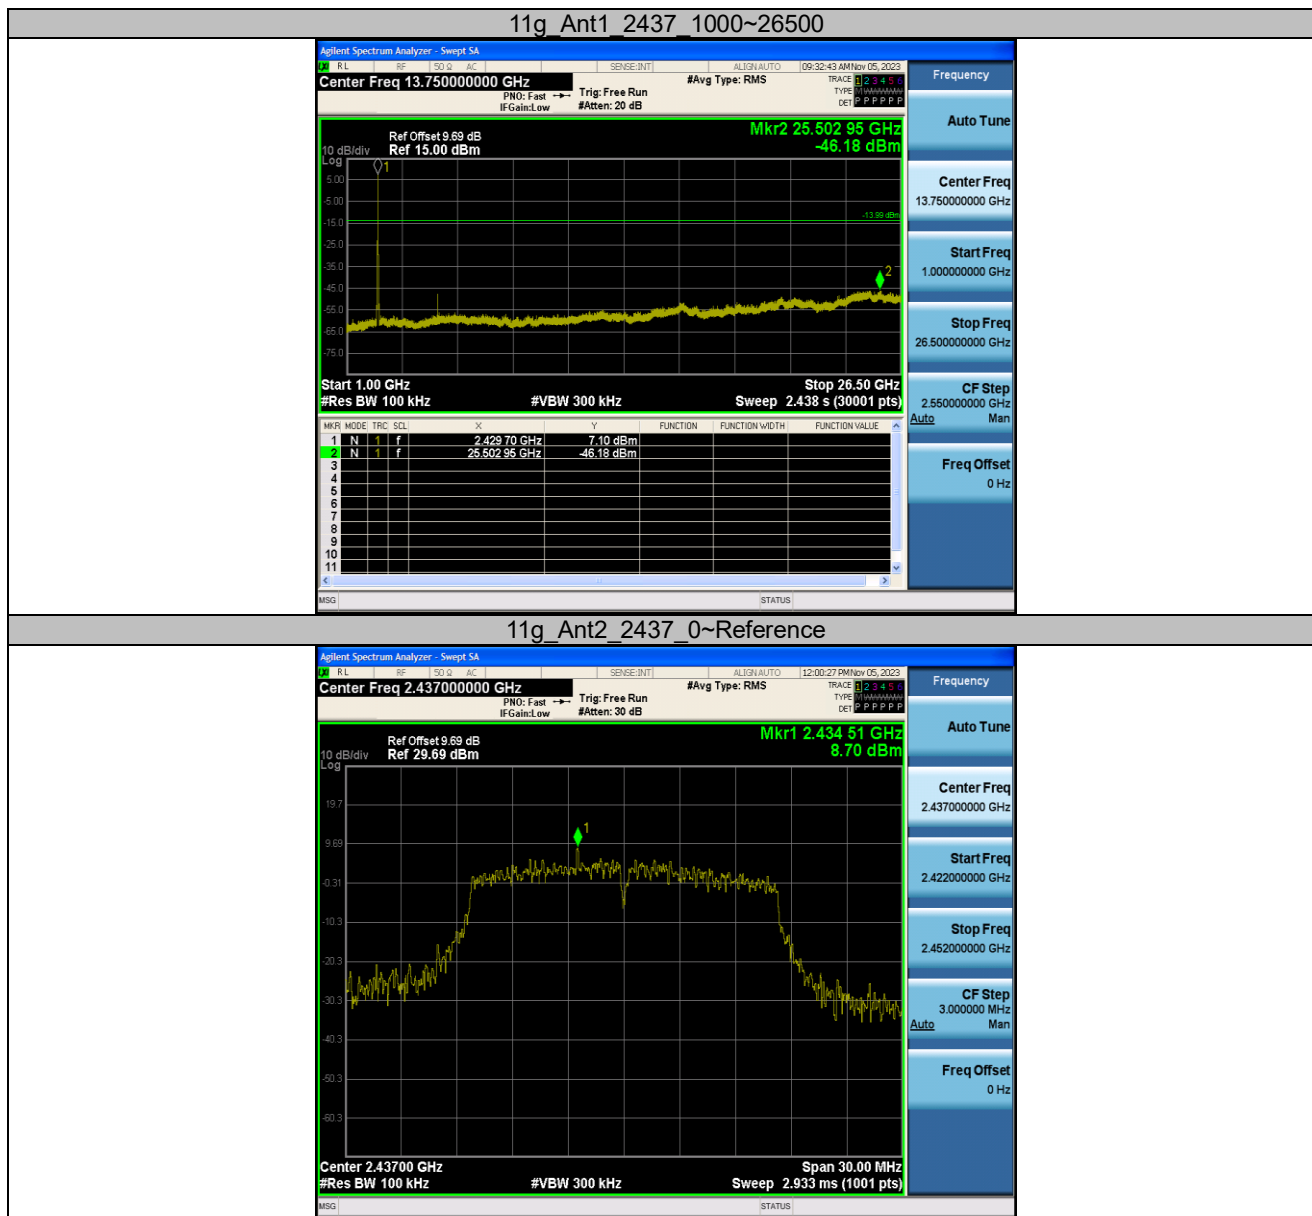 11g_Ant1_2437_1000~26500
Agilent Spectrum Analyzer - Swept SA
RL RF 50 Ω AC SENSE:INT ALIGNAUTO 09:32:43 AM Nov 05, 2023
Center Freq 13.750000000 GHz #Avg Type: RMS TRACE 1 2 3 4 5 6
PNO: Fast Trig: Free Run TYPE
IFGain:Low #Atten: 20 dB DET P P P P P P
Mkr2 25.502 95 GHz
Ref Offset 9.69 dB
10 dB/div Ref 15.00 dBm -46.18 dBm
Log
1
5.00
-5.00
-15.0
-13.99 dBm
-25.0
-35.0
2
-45.0
-55.0
-65.0
-75.0
Start 1.00 GHz Stop 26.50 GHz
#Res BW 100 kHz #VBW 300 kHz Sweep 2.438 s (30001 pts)
MKR MODE TRC SCL X Y FUNCTION FUNCTION WIDTH FUNCTION VALUE
1 N 1 f 2.429 70 GHz 7.10 dBm
2 N 1 f 25.502 95 GHz -46.18 dBm
3
4
5
6
7
8
9
10
11
MSG STATUS
Frequency
Auto Tune
Center Freq
13.750000000 GHz
Start Freq
1.000000000 GHz
Stop Freq
26.500000000 GHz
CF Step
2.550000000 GHz
Auto Man
Freq Offset
0 Hz
11g_Ant2_2437_0~Reference
Agilent Spectrum Analyzer - Swept SA
RL RF 50 Ω AC SENSE:INT ALIGNAUTO 12:00:27 PM Nov 05, 2023
Center Freq 2.437000000 GHz #Avg Type: RMS TRACE 1 2 3 4 5 6
PNO: Fast Trig: Free Run TYPE
IFGain:Low #Atten: 30 dB DET P P P P P P
Mkr1 2.434 51 GHz
Ref Offset 9.69 dB
10 dB/div Ref 29.69 dBm 8.70 dBm
Log
19.7
1
9.69
-0.31
-10.3
-20.3
-30.3
-40.3
-50.3
-60.3
Center 2.43700 GHz Span 30.00 MHz
#Res BW 100 kHz #VBW 300 kHz Sweep 2.933 ms (1001 pts)
MSG STATUS
Frequency
Auto Tune
Center Freq
2.437000000 GHz
Start Freq
2.422000000 GHz
Stop Freq
2.452000000 GHz
CF Step
3.000000 MHz
Auto Man
Freq Offset
0 Hz